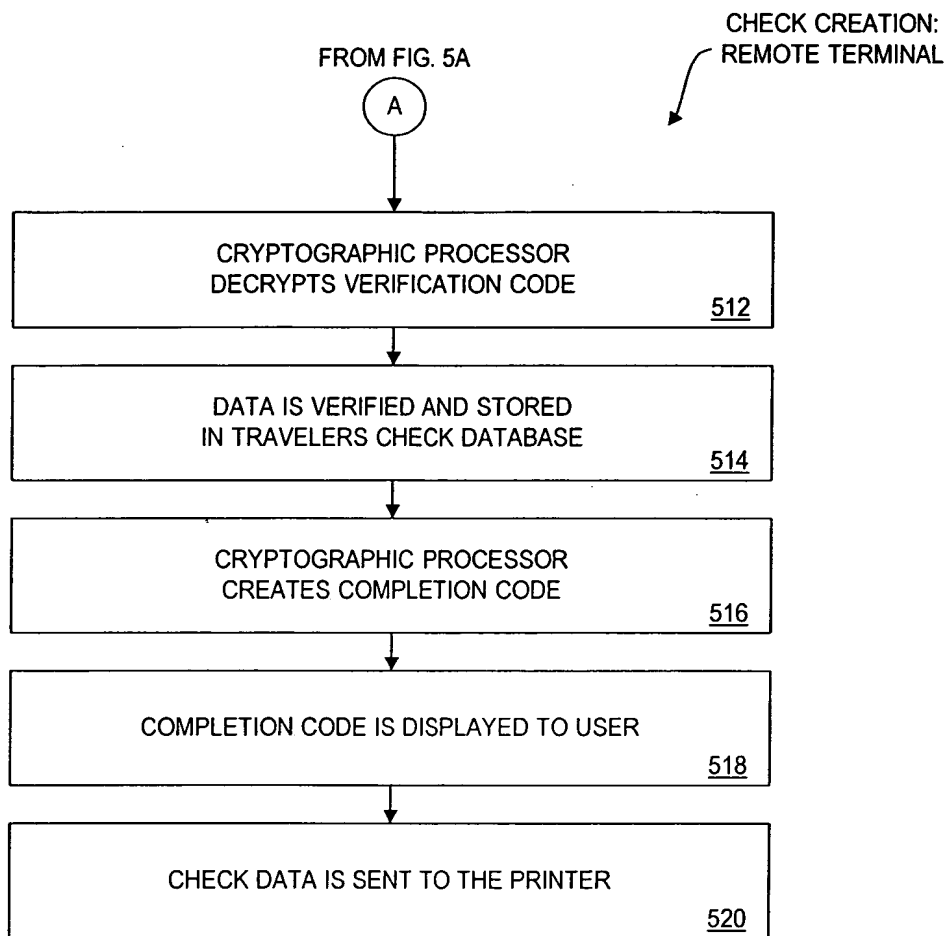 CHECK CREATION:
REMOTE TERMINAL
FROM FIG. 5A
A
CRYPTOGRAPHIC PROCESSOR
DECRYPTS VERIFICATION CODE
512
DATA IS VERIFIED AND STORED
IN TRAVELERS CHECK DATABASE
514
CRYPTOGRAPHIC PROCESSOR
CREATES COMPLETION CODE
516
COMPLETION CODE IS DISPLAYED TO USER
518
CHECK DATA IS SENT TO THE PRINTER
520